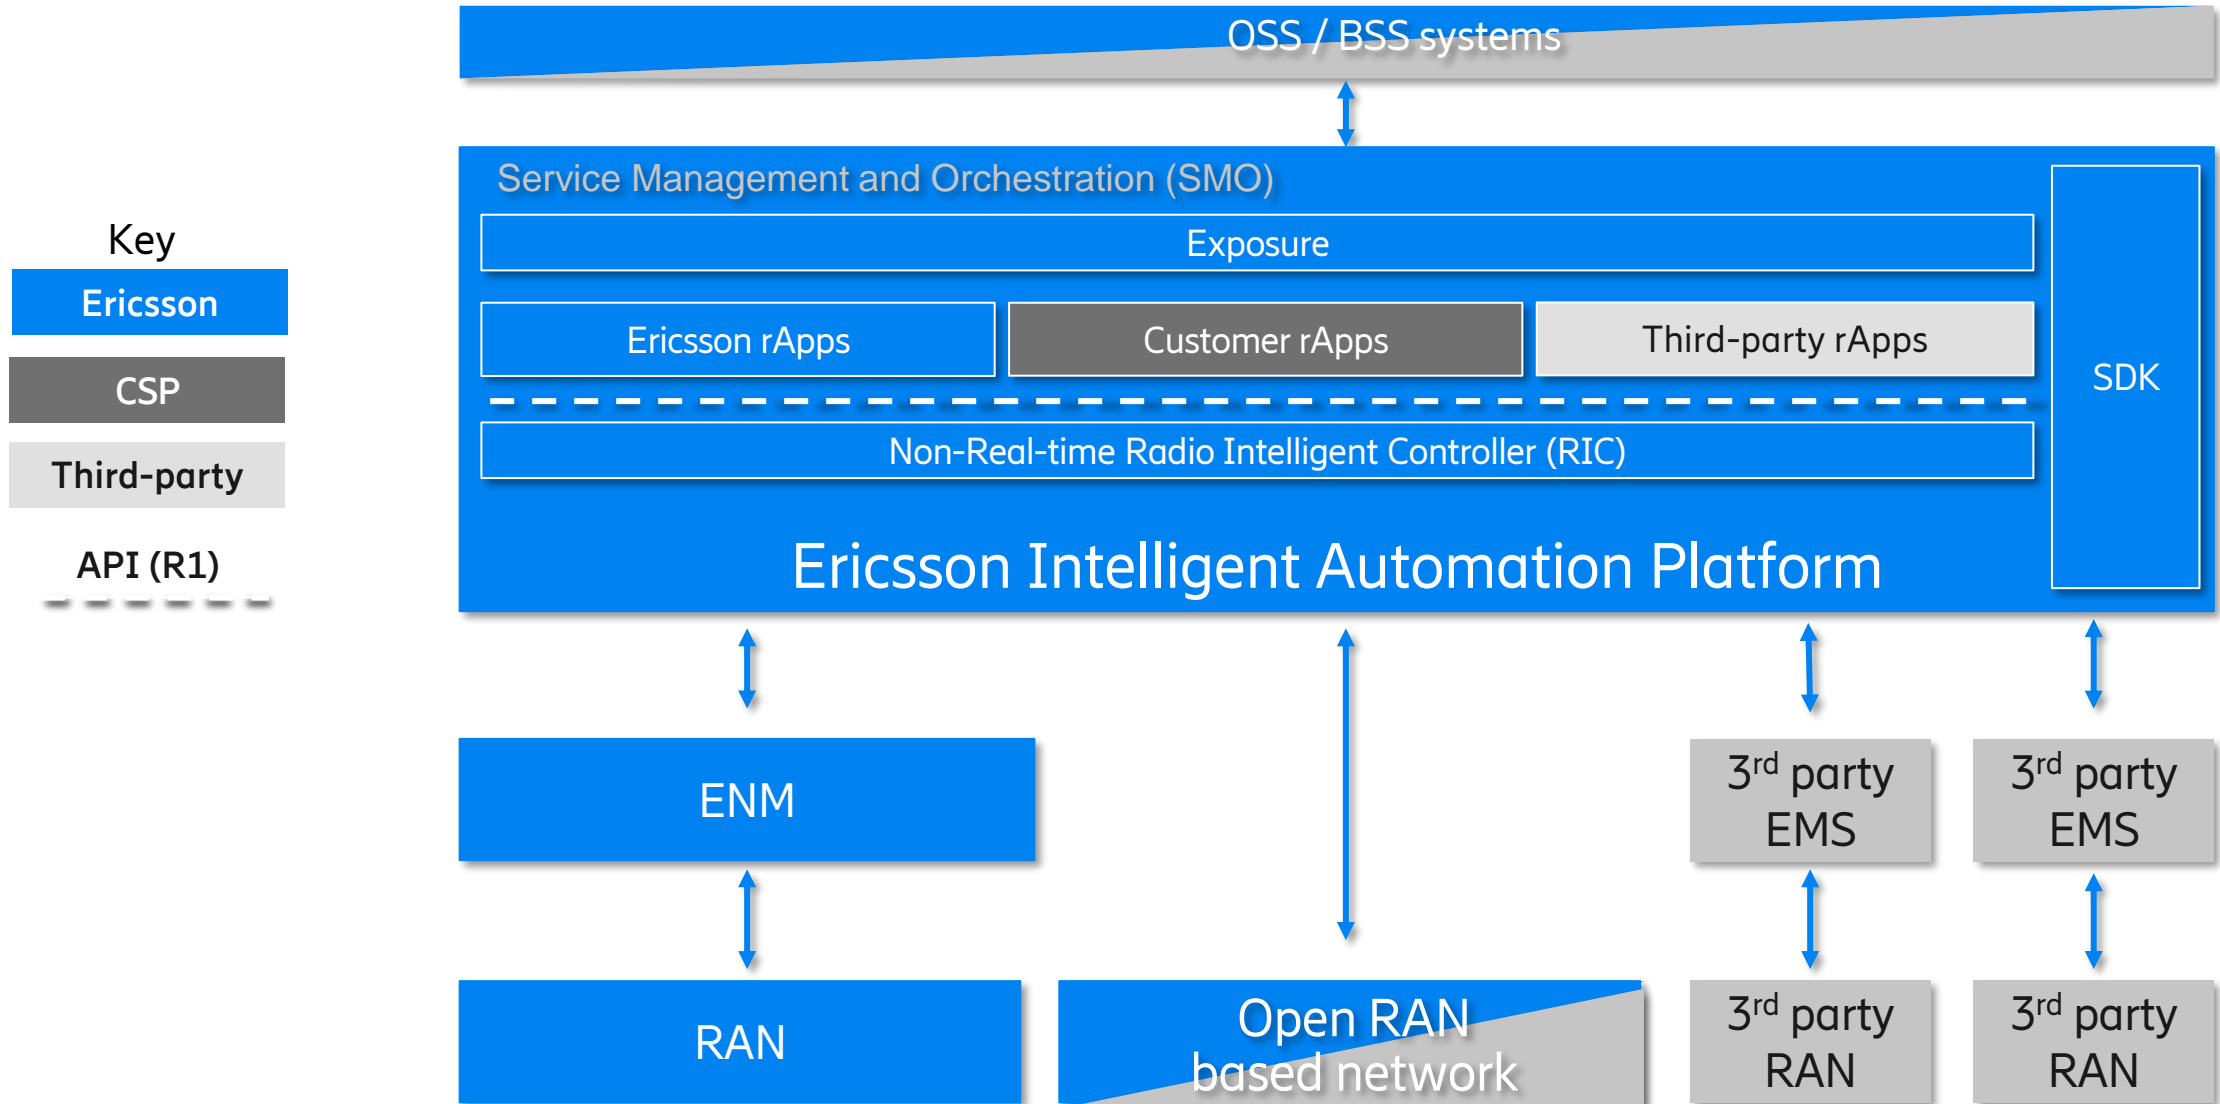 OSS / BSS systems
Service Management and Orchestration (SMO)
Exposure
Ericsson rApps
Customer rApps
Third-party rApps
SDK
Non-Real-time Radio Intelligent Controller (RIC)
Ericsson Intelligent Automation Platform
Key
Ericsson
CSP
Third-party
API (R1)
ENM
3rd party
EMS
3rd party
EMS
RAN
Open RAN
based network
3rd party
RAN
3rd party
RAN